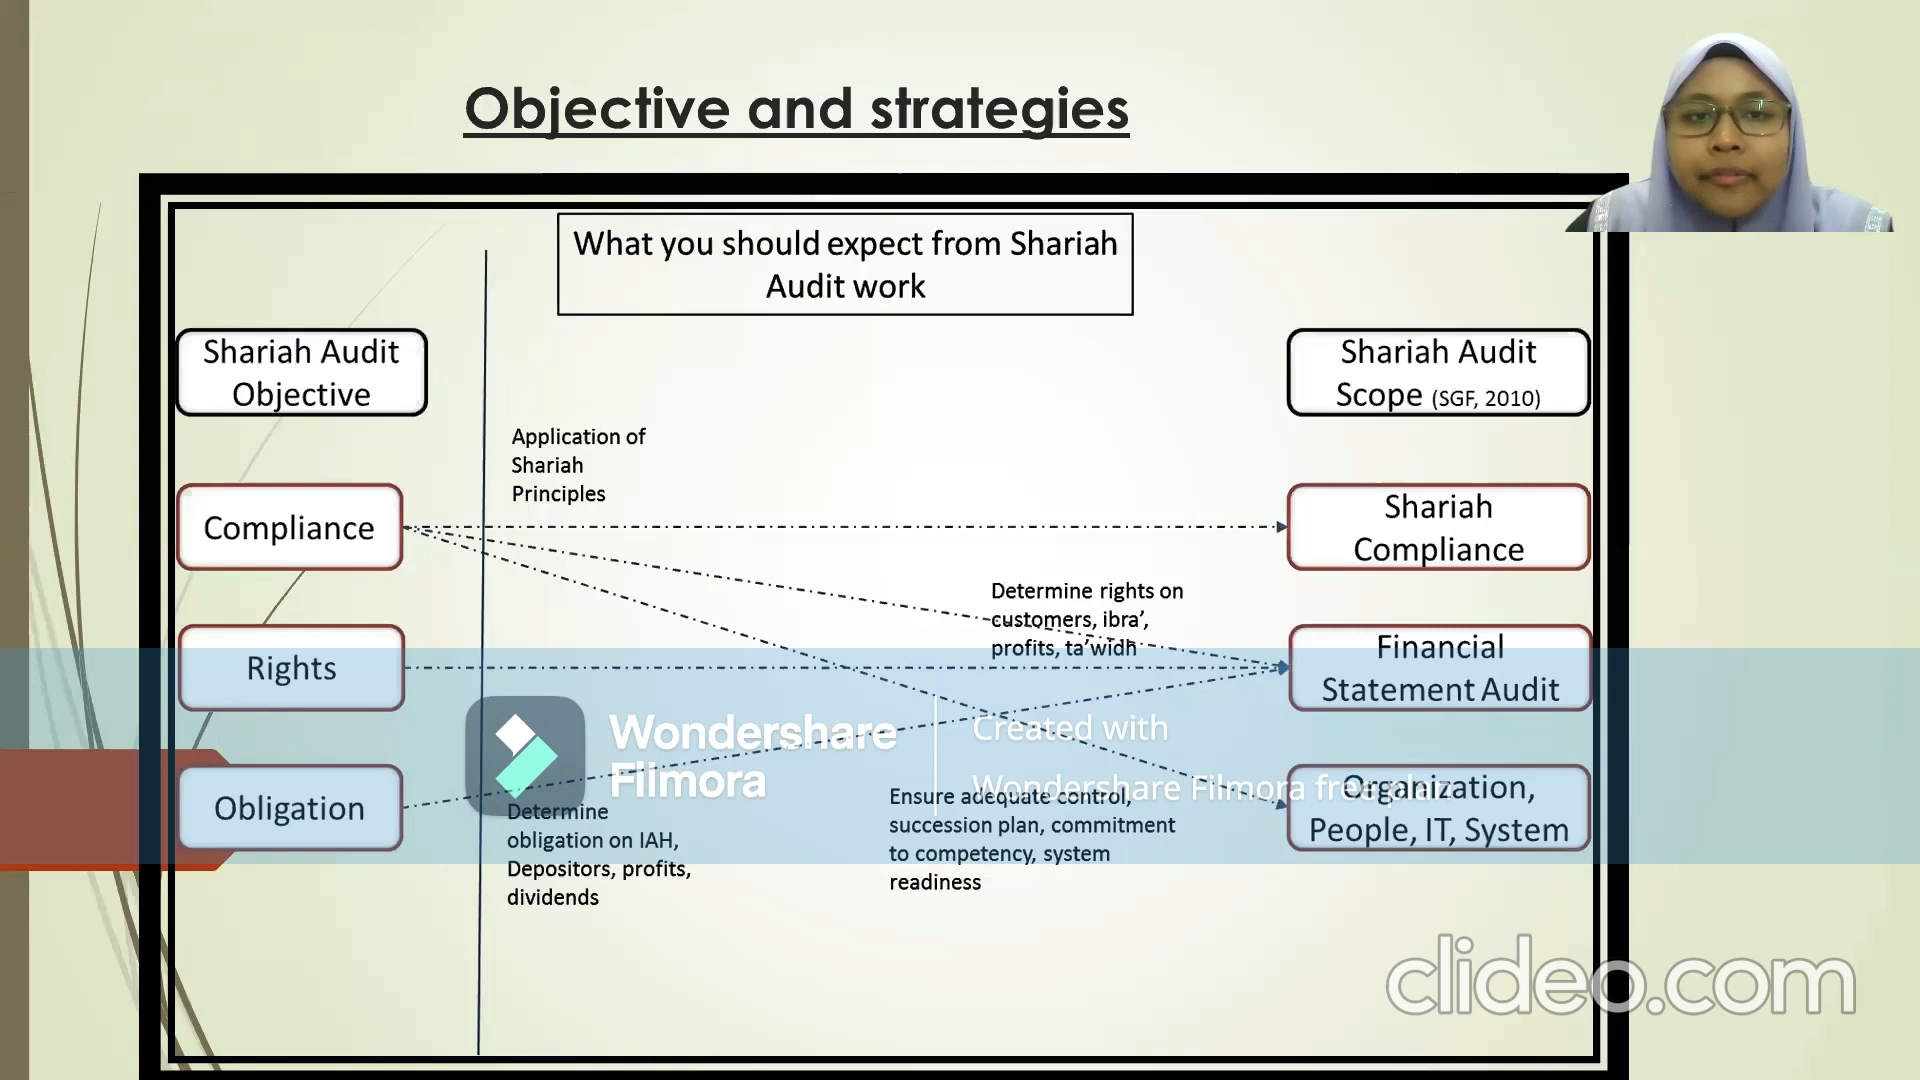 Objective and strategies
What you should expect from Shariah
Audit work
Shariah Audit
Objective
Shariah Audit
Scope (SGF, 2010)
Application of
Shariah
Principles
Compliance
Shariah
Compliance
Determine rights on
customers, ibra’,
profits, ta’widh
Rights
Financial
Statement Audit
Wondershare
Filmora
Created with
Wondershare Filmora free plan
Obligation
Determine
obligation on IAH,
Depositors, profits,
dividends
Ensure adequate control,
succession plan, commitment
to competency, system
readiness
Organization,
People, IT, System
clideo.com